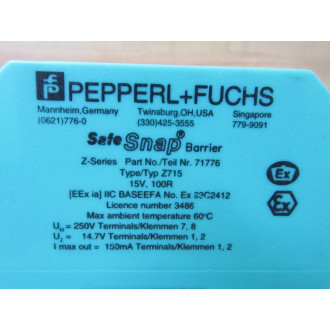 PEPPERL+FUCHS
Mannheim,Germany Twinsburg,OH,USA Singapore
(0621)776-0 (330)425-3555 779-9091
Safe Snap® Barrier
Z-Series Part No./Teil Nr. 71776
Type/Typ Z715
15V, 100R
[EEx ia] IIC BASEEFA No. Ex 89C2412
Licence number 3486
Max ambient temperature 60°C
UM= 250V Terminals/Klemmen 7, 8
UZ = 14.7V Terminals/Klemmen 1, 2
I max out = 150mA Terminals/Klemmen 1, 2
Ex
Ex